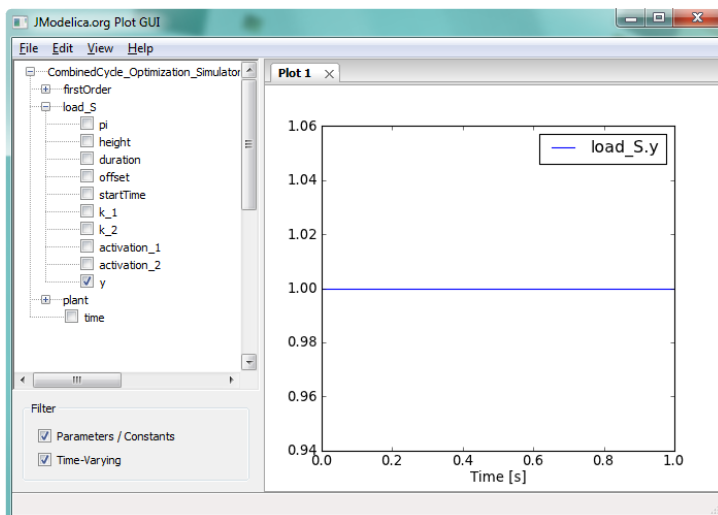 JModelica.org Plot GUI
File Edit View Help
CombinedCycle_Optimization_Simulator
firstOrder
load_S
pi
height
duration
offset
startTime
k_1
k_2
activation_1
activation_2
y
plant
time
Filter
Parameters / Constants
Time-Varying
Plot 1
1.06
1.04
1.02
1.00
0.98
0.96
0.94
load_S.y
0.0 0.2 0.4 0.6 0.8 1.0
Time [s]